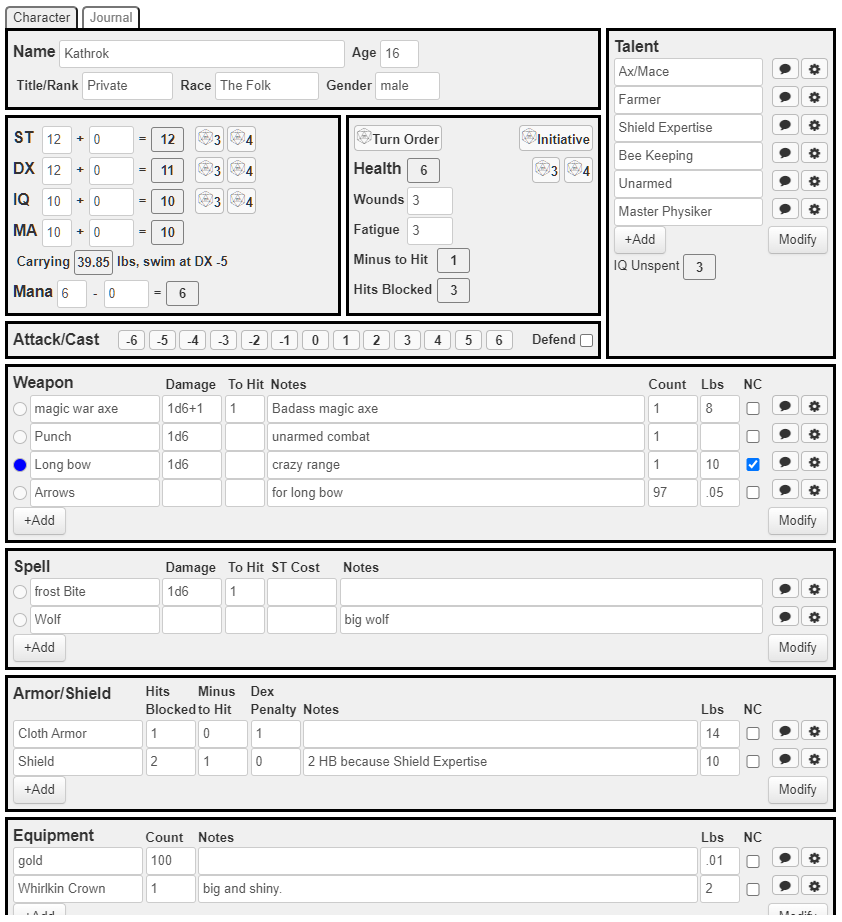 Character Journal
Name Kathrok Age 16
Title/Rank Private Race The Folk Gender male
ST 12 + 0 = 12 3 4
DX 12 + 0 = 11 3 4
IQ 10 + 0 = 10 3 4
MA 10 + 0 = 10
Carrying 39.85 lbs, swim at DX -5
Mana 6 - 0 = 6
Turn Order Initiative
Health 6 3 4
Wounds 3
Fatigue 3
Minus to Hit 1
Hits Blocked 3
Attack/Cast -6 -5 -4 -3 -2 -1 0 1 2 3 4 5 6 Defend
Talent
Ax/Mace
Farmer
Shield Expertise
Bee Keeping
Unarmed
Master Physiker
+Add Modify
IQ Unspent 3
Weapon Damage To Hit Notes Count Lbs NC
magic war axe 1d6+1 1 Badass magic axe 1 8
Punch 1d6 unarmed combat 1
Long bow 1d6 crazy range 1 10
Arrows for long bow 97 .05
+Add Modify
Spell Damage To Hit ST Cost Notes
frost Bite 1d6 1
Wolf big wolf
+Add Modify
Armor/Shield Hits Minus Dex
Blocked to Hit Penalty Notes Lbs NC
Cloth Armor 1 0 1 14
Shield 2 1 0 2 HB because Shield Expertise 10
+Add Modify
Equipment Count Notes Lbs NC
gold 100 .01
Whirlkin Crown 1 big and shiny. 2
+Add Modify